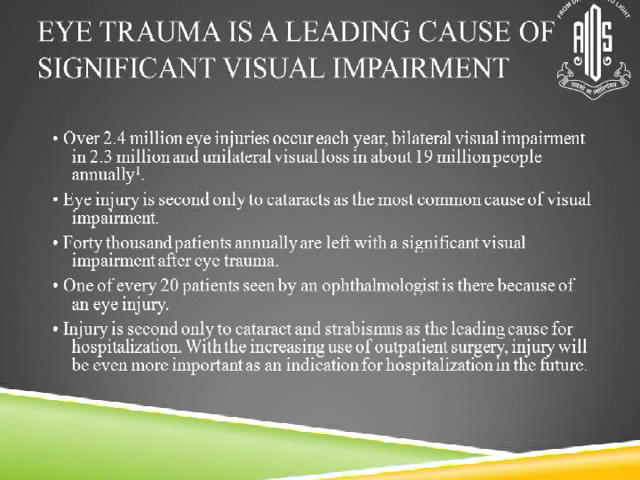 EYE TRAUMA IS A LEADING CAUSE OF
SIGNIFICANT VISUAL IMPAIRMENT
• Over 2.4 million eye injuries occur each year, bilateral visual impairment
in 2.3 million and unilateral visual loss in about 19 million people
annually¹.
• Eye injury is second only to cataracts as the most common cause of visual
impairment.
• Forty thousand patients annually are left with a significant visual
impairment after eye trauma.
• One of every 20 patients seen by an ophthalmologist is there because of
an eye injury.
• Injury is second only to cataract and strabismus as the leading cause for
hospitalization. With the increasing use of outpatient surgery, injury will
be even more important as an indication for hospitalization in the future.